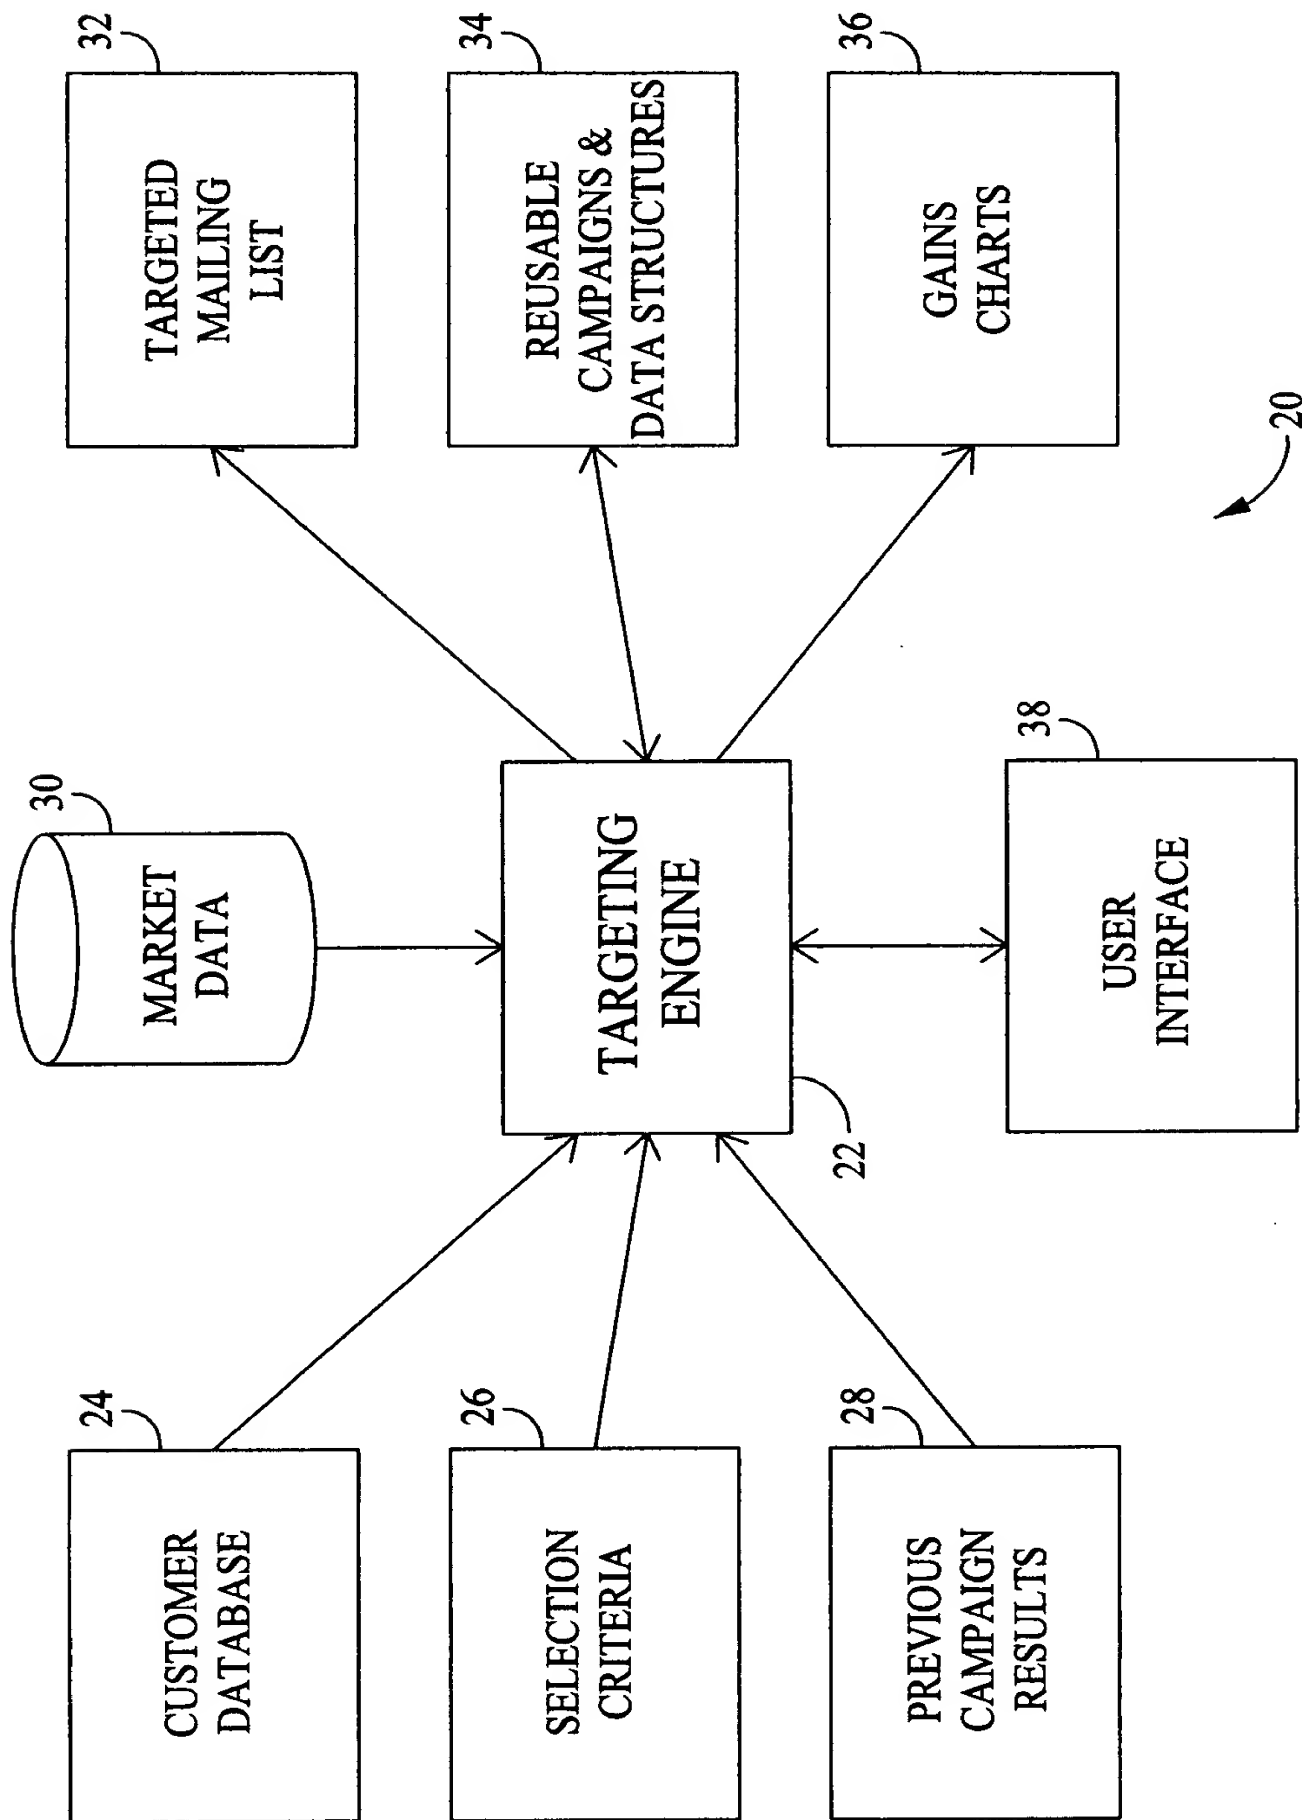 30
MARKET
DATA
24
CUSTOMER
DATABASE
26
SELECTION
CRITERIA
28
PREVIOUS
CAMPAIGN
RESULTS
TARGETING
ENGINE
22
32
TARGETED
MAILING
LIST
34
REUSABLE
CAMPAIGNS &
DATA STRUCTURES
36
GAINS
CHARTS
38
USER
INTERFACE
20